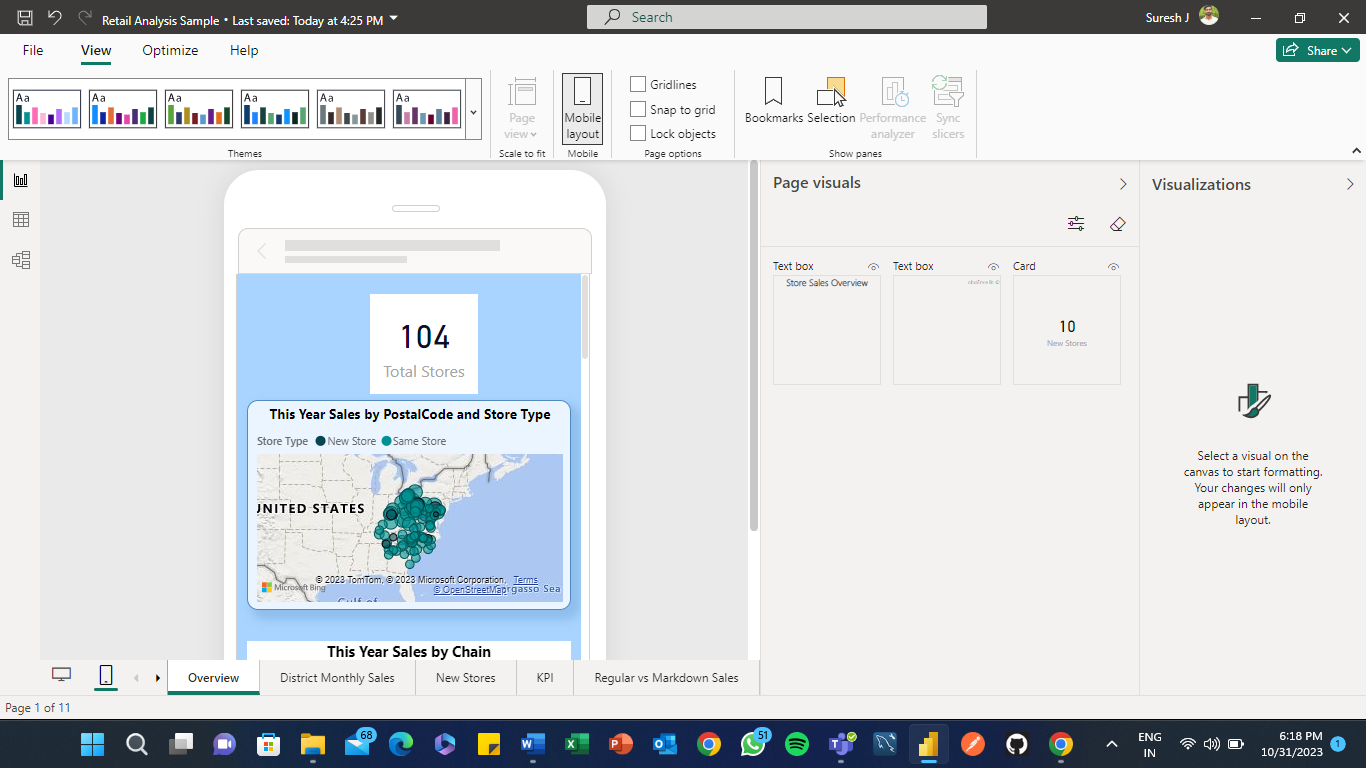 Retail Analysis Sample • Last saved: Today at 4:25 PM
Search
Suresh J
File
View
Optimize
Help
Share
Aa
Aa
Aa
Aa
Aa
Aa
Themes
Page
view
Scale to fit
Mobile
layout
Mobile
Gridlines
Snap to grid
Lock objects
Page options
Bookmarks
Selection
Performance
analyzer
Sync
slicers
Show panes
104
Total Stores
This Year Sales by PostalCode and Store Type
Store Type
New Store
Same Store
UNITED STATES
© 2023 TomTom, © 2023 Microsoft Corporation, Terms
Microsoft Bing
© OpenStreetMap
rgasso Sea
Gulf of
This Year Sales by Chain
Page visuals
Text box
Text box
Card
Store Sales Overview
10
New Stores
Visualizations
Select a visual on the
canvas to start formatting.
Your changes will only
appear in the mobile
layout.
Overview
District Monthly Sales
New Stores
KPI
Regular vs Markdown Sales
Page 1 of 11
68
51
ENG
IN
6:18 PM
10/31/2023
1